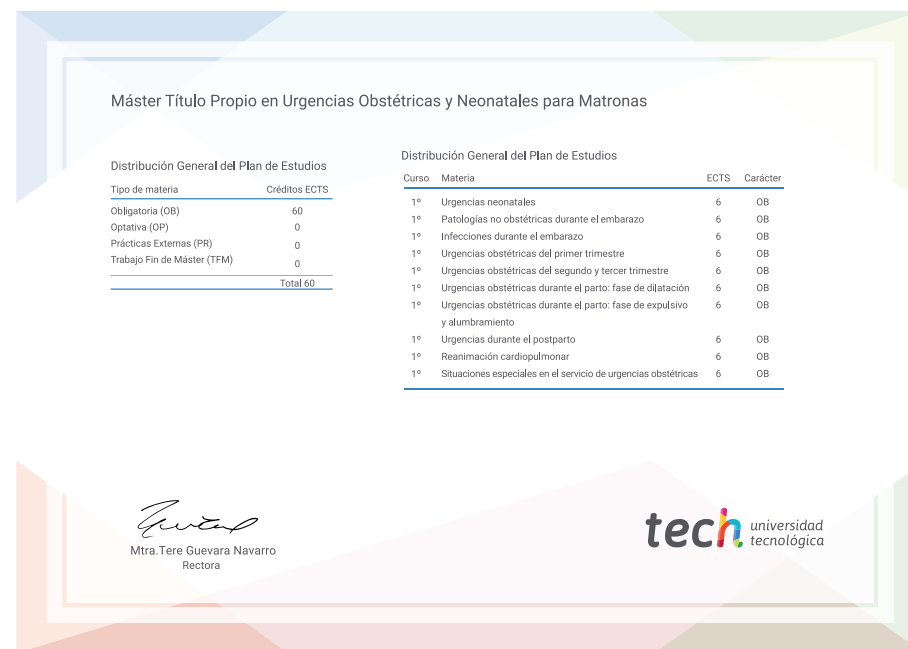 Máster Título Propio en Urgencias Obstétricas y Neonatales para Matronas
Distribución General del Plan de Estudios
Tipo de materia Créditos ECTS
Obligatoria (OB) 60
Optativa (OP) 0
Prácticas Externas (PR) 0
Trabajo Fin de Máster (TFM) 0
Total 60
Distribución General del Plan de Estudios
Curso Materia ECTS Carácter
1º Urgencias neonatales 6 OB
1º Patologías no obstétricas durante el embarazo 6 OB
1º Infecciones durante el embarazo 6 OB
1º Urgencias obstétricas del primer trimestre 6 OB
1º Urgencias obstétricas del segundo y tercer trimestre 6 OB
1º Urgencias obstétricas durante el parto: fase de dilatación 6 OB
1º Urgencias obstétricas durante el parto: fase de expulsivo 6 OB
y alumbramiento
1º Urgencias durante el postparto 6 OB
1º Reanimación cardiopulmonar 6 OB
1º Situaciones especiales en el servicio de urgencias obstétricas 6 OB
Mtra.Tere Guevara Navarro
Rectora
tech universidad
tecnológica